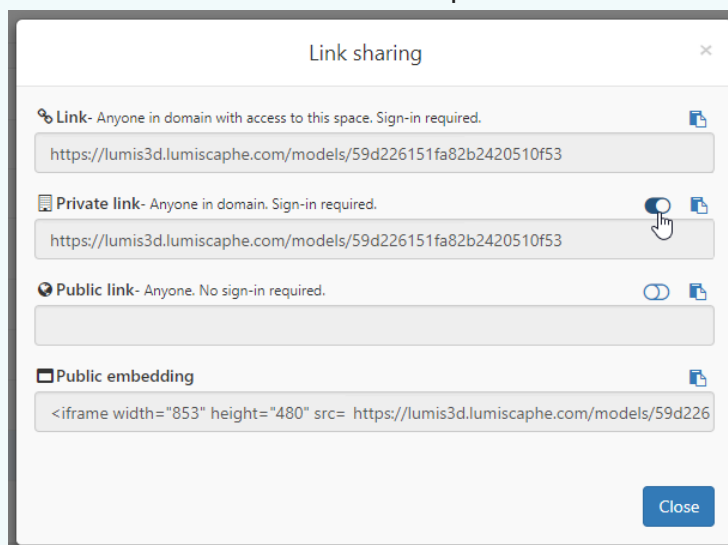 Link sharing
×
Link- Anyone in domain with access to this space. Sign-in required.
https://lumis3d.lumiscaphe.com/models/59d226151fa82b2420510f53
Private link- Anyone in domain. Sign-in required.
https://lumis3d.lumiscaphe.com/models/59d226151fa82b2420510f53
Public link- Anyone. No sign-in required.
Public embedding
<iframe width="853" height="480" src= https://lumis3d.lumiscaphe.com/models/59d226
Close